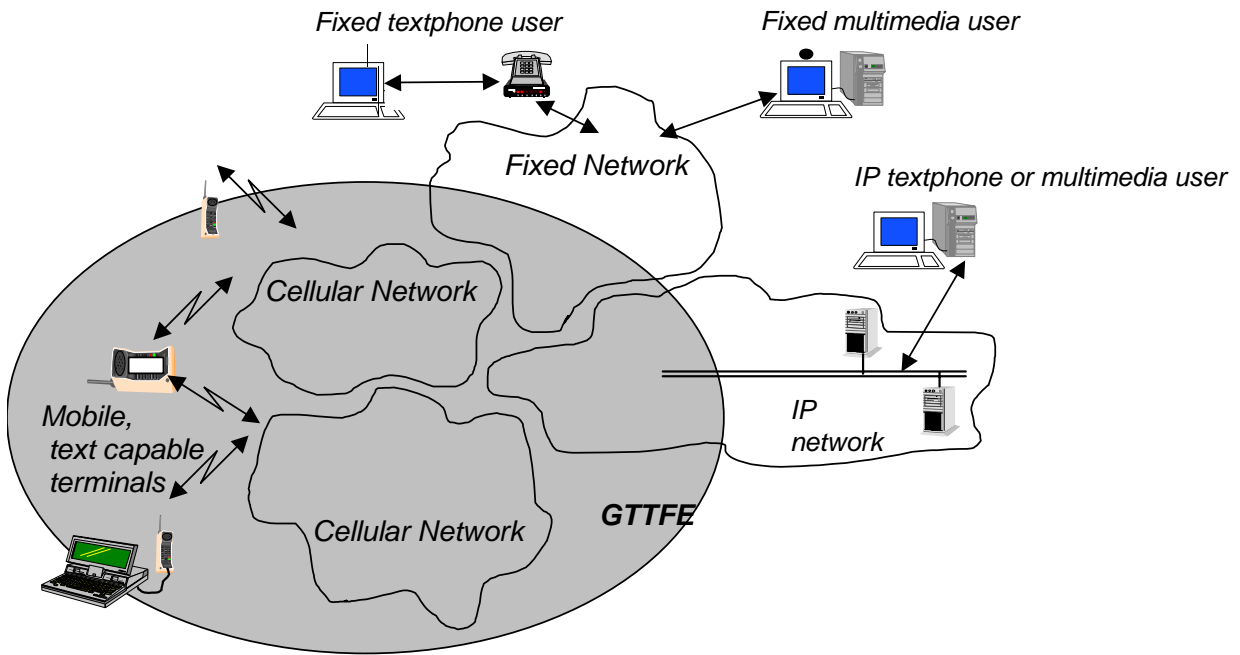 Fixed textphone user
Fixed multimedia user
Fixed Network
IP textphone or multimedia user
Cellular Network
Mobile,
text capable
terminals
IP
network
GTTFE
Cellular Network